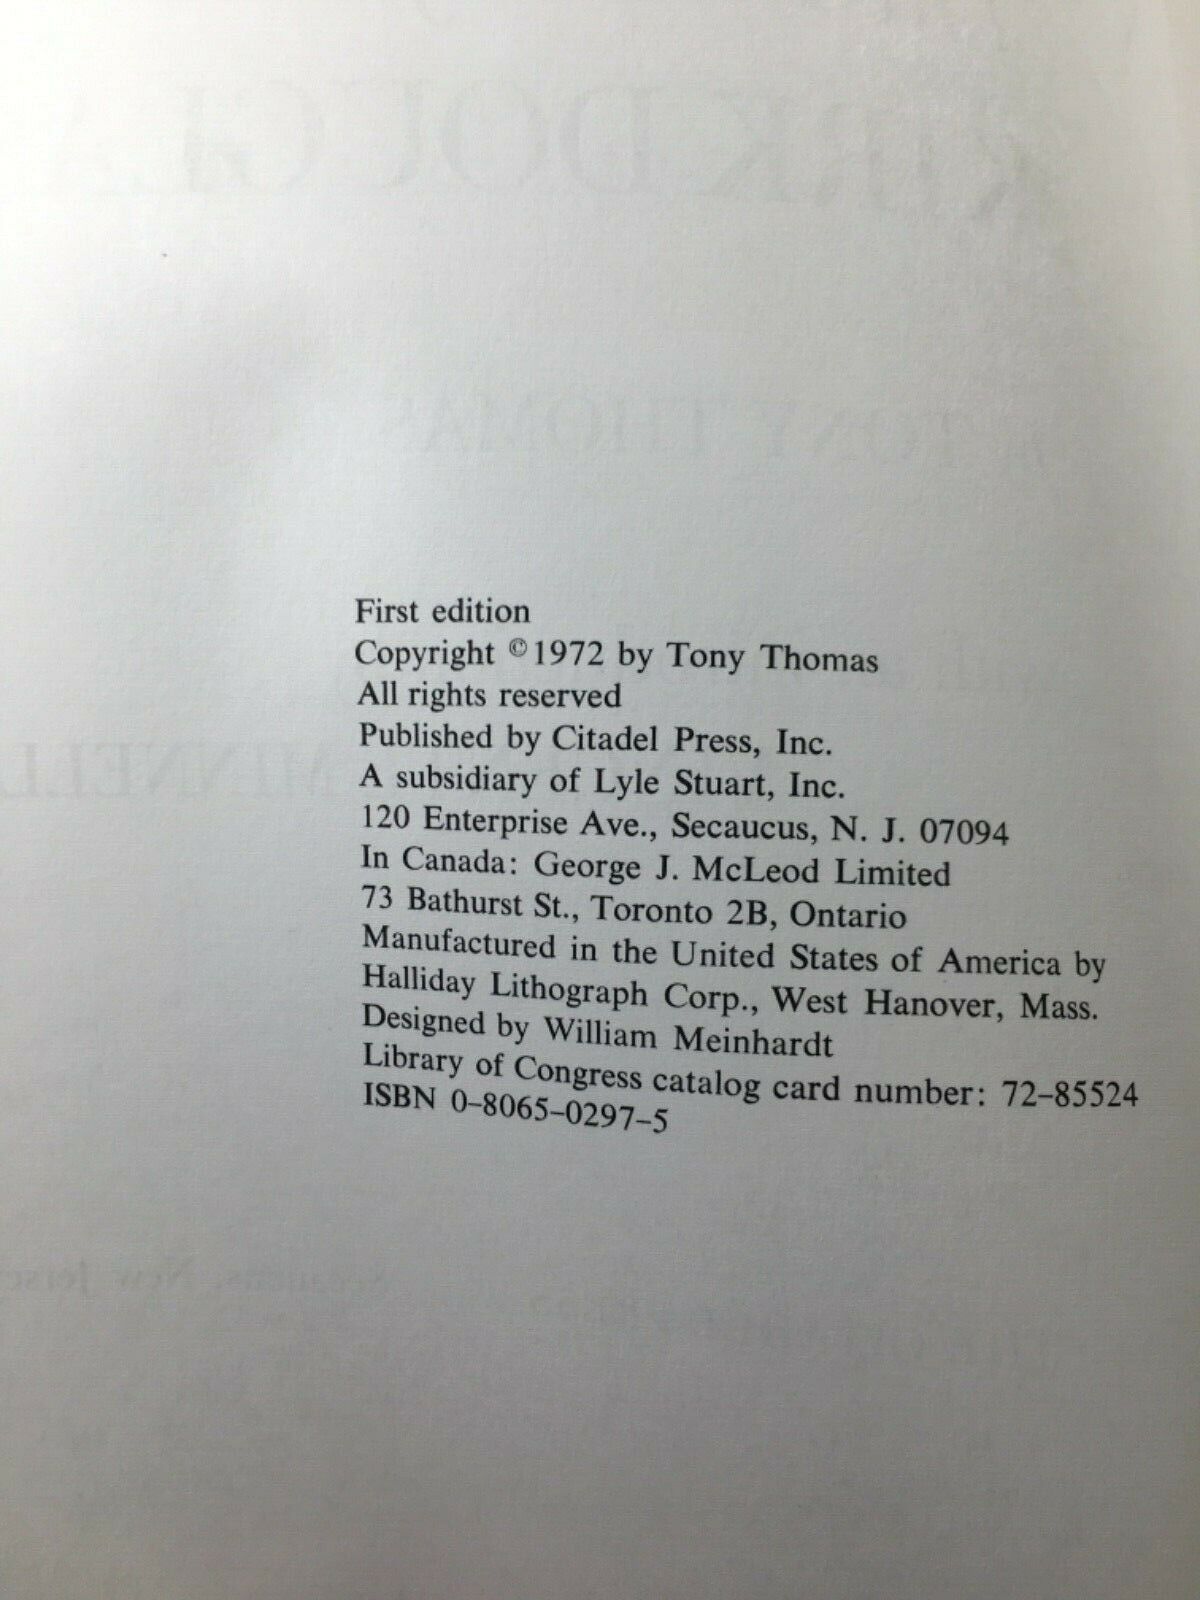 First edition
Copyright ©1972 by Tony Thomas
All rights reserved
Published by Citadel Press, Inc.
A subsidiary of Lyle Stuart, Inc.
120 Enterprise Ave., Secaucus, N. J. 07094
In Canada: George J. McLeod Limited
73 Bathurst St., Toronto 2B, Ontario
Manufactured in the United States of America by
Halliday Lithograph Corp., West Hanover, Mass.
Designed by William Meinhardt
Library of Congress catalog card number: 72–85524
ISBN 0–8065–0297–5